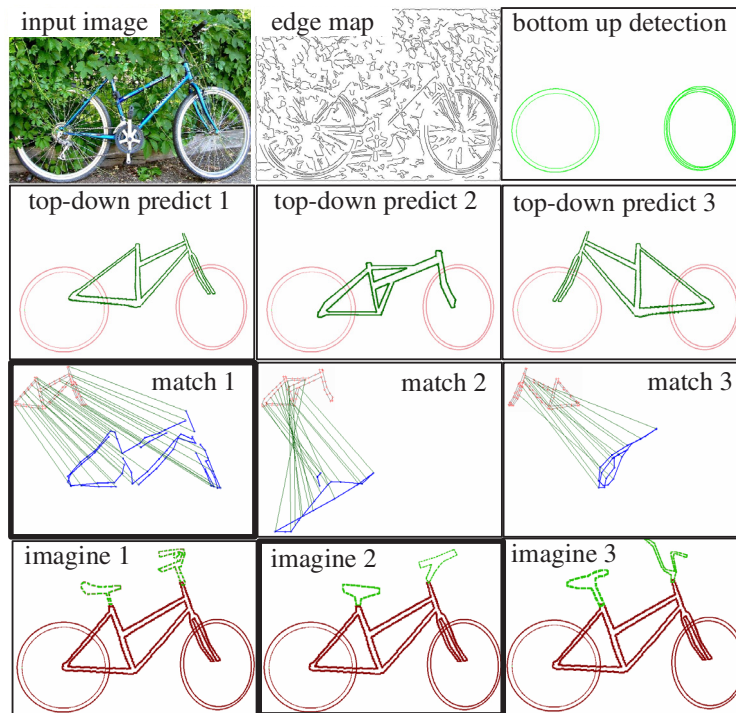 input image
edge map
bottom up detection
top-down predict 1
top-down predict 2
top-down predict 3
match 1
match 2
match 3
imagine 1
imagine 2
imagine 3